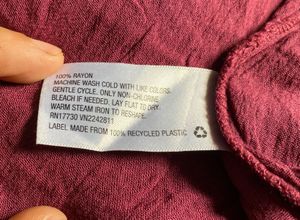 100% RAYON
MACHINE WASH COLD WITH LIKE COLORS.
GENTLE CYCLE. ONLY NON-CHLORINE
BLEACH IF NEEDED. LAY FLAT TO DRY.
WARM STEAM IRON TO RESHAPE.
RN17730 VN2242811
LABEL MADE FROM 100% RECYCLED PLASTIC